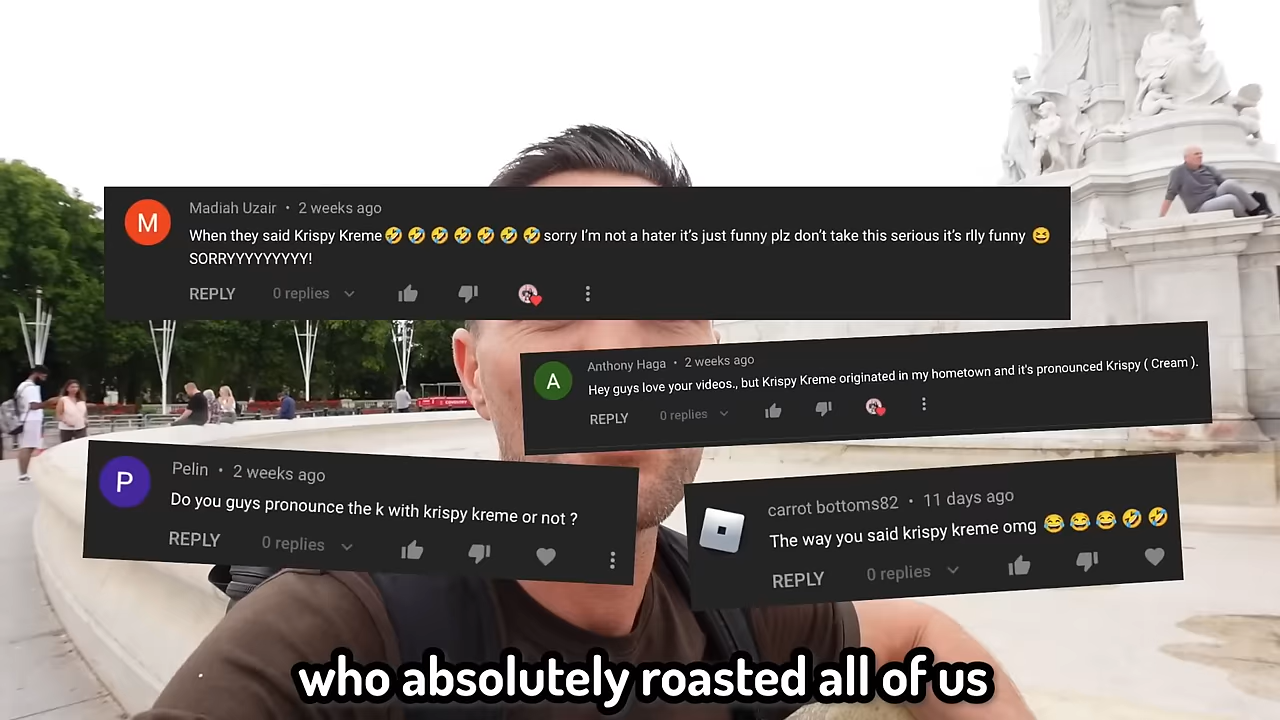 M
Madiah Uzair • 2 weeks ago
When they said Krispy Kreme🤣🤣🤣🤣🤣🤣🤣sorry I’m not a hater it’s just funny plz don’t take this serious it’s rlly funny 😆
SORRYYYYYYYYY!
REPLY 0 replies
A
Anthony Haga • 2 weeks ago
Hey guys love your videos., but Krispy Kreme originated in my hometown and it's pronounced Krispy ( Cream ).
REPLY 0 replies
P
Pelin • 2 weeks ago
Do you guys pronounce the k with krispy kreme or not ?
REPLY 0 replies
carrot bottoms82 • 11 days ago
The way you said krispy kreme omg 😂😂😂🤣🤣
REPLY 0 replies
who absolutely roasted all of us